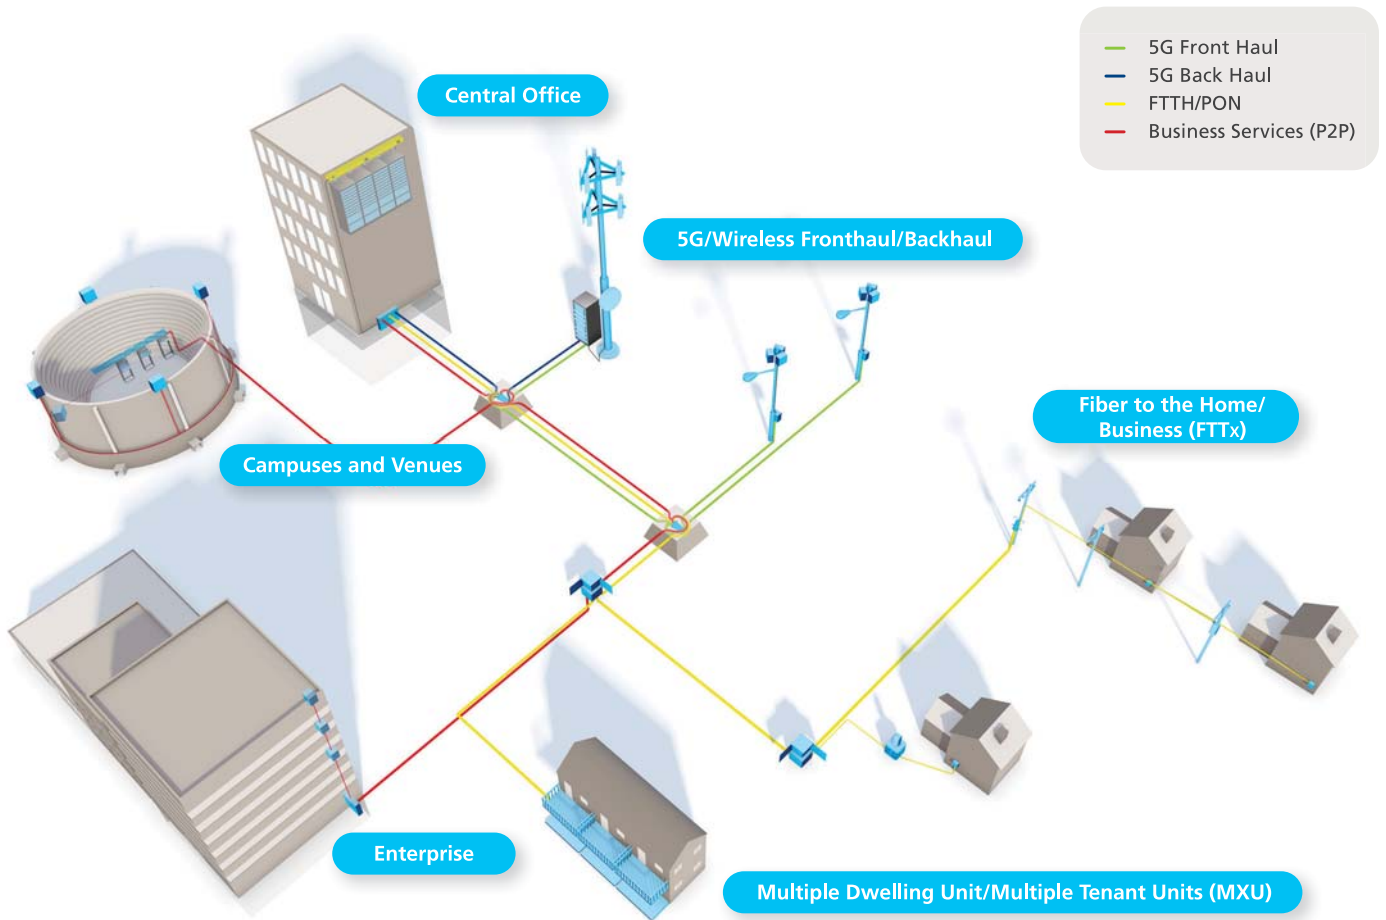 5G Front Haul
5G Back Haul
FTTH/PON
Business Services (P2P)
Central Office
5G/Wireless Fronthaul/Backhaul
Fiber to the Home/
Business (FTTx)
Campuses and Venues
Enterprise
Multiple Dwelling Unit/Multiple Tenant Units (MXU)